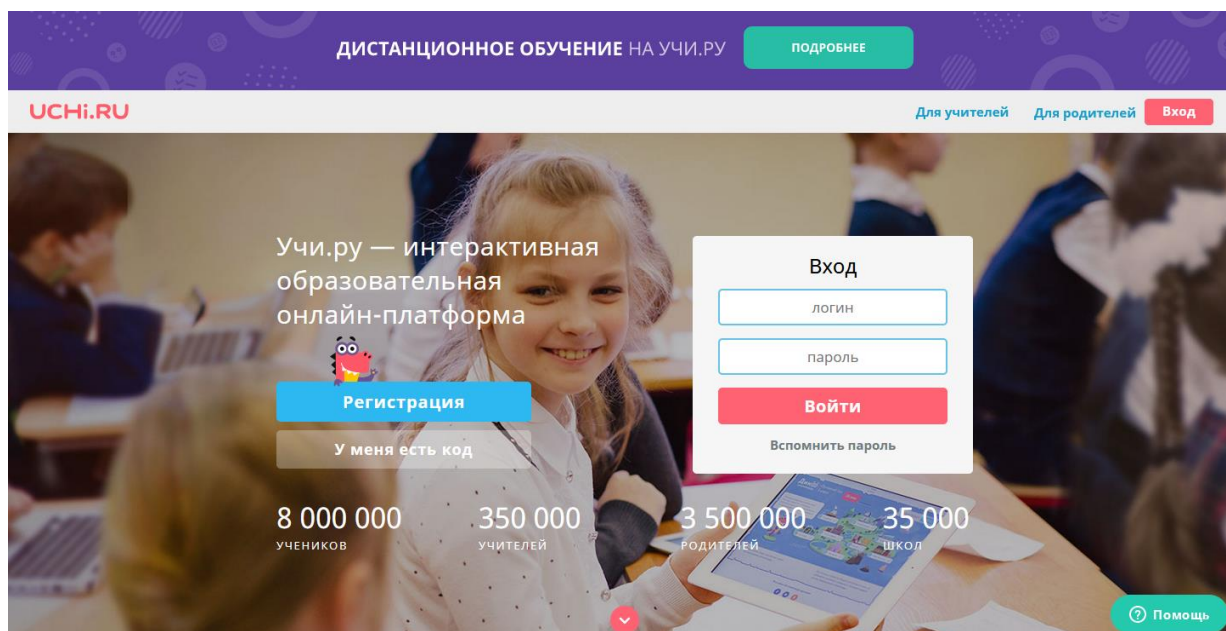 ДИСТАНЦИОННОЕ ОБУЧЕНИЕ НА УЧИ.РУ
ПОДРОБНЕЕ
UCHi.RU
Для учителей
Для родителей
Вход
Учи.ру — интерактивная
образовательная
онлайн-платформа
Регистрация
У меня есть код
Вход
логин
пароль
Войти
Вспомнить пароль
8 000 000
УЧЕНИКОВ
350 000
УЧИТЕЛЕЙ
3 500 000
РОДИТЕЛЕЙ
35 000
ШКОЛ
Помощь